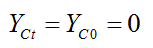 Y_{Ct} = Y_{C0} = 0